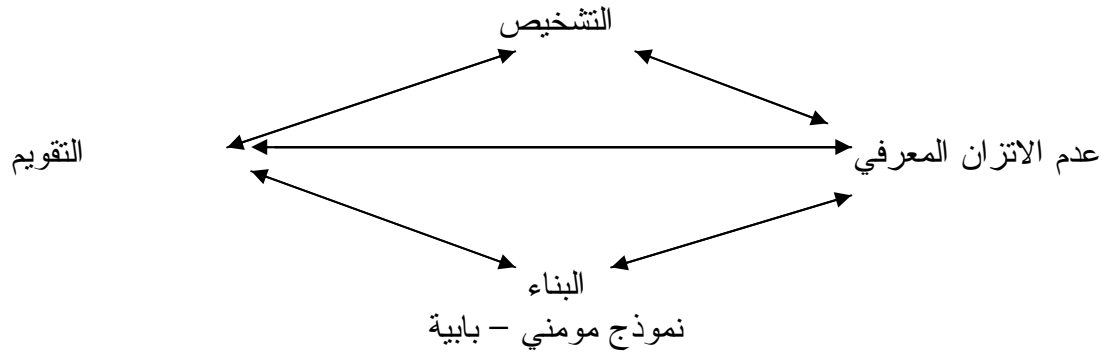 التشخيص
عدم الاتزان المعرفي
التقويم
البناء
نموذج مومني – بابية